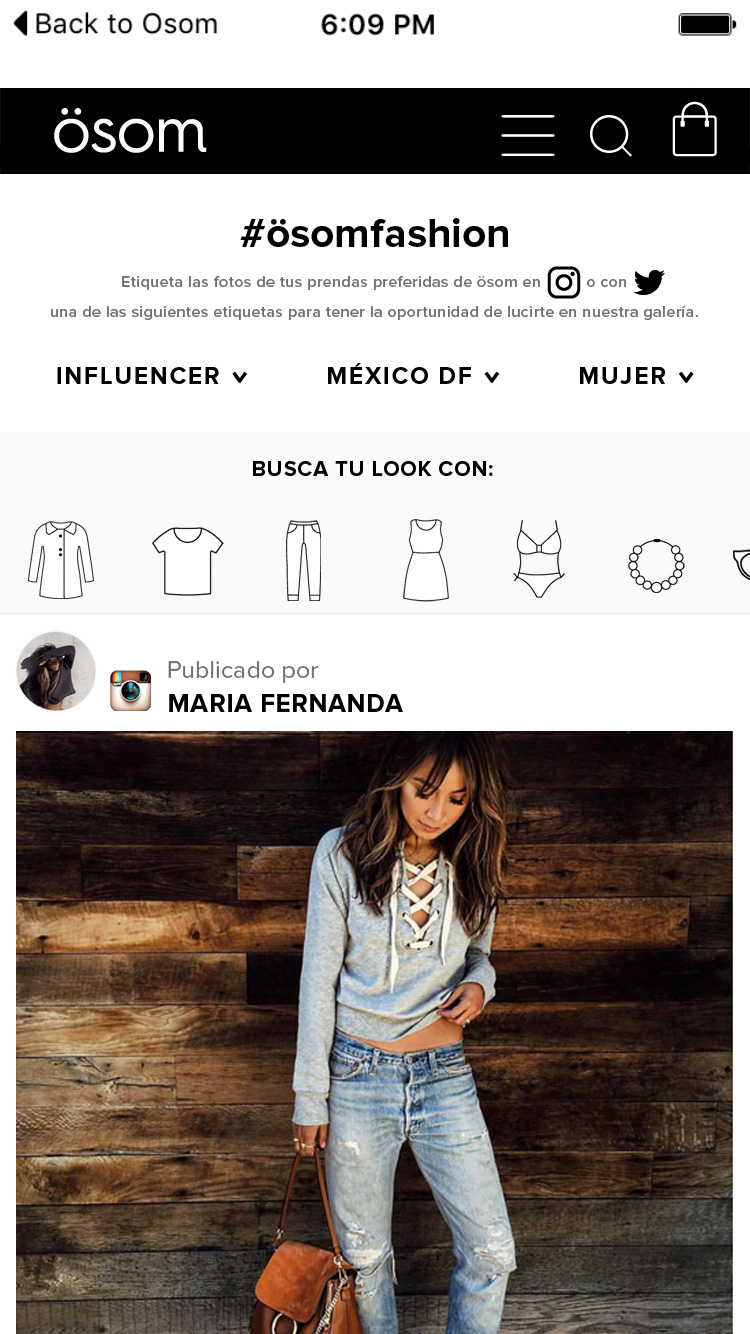 Back to Osom
6:09 PM
ösom
#ösomfashion
Etiqueta las fotos de tus prendas preferidas de ösom en o con
una de las siguientes etiquetas para tener la oportunidad de lucirte en nuestra galería.
INFLUENCER
MÉXICO DF
MUJER
BUSCA TU LOOK CON:
Publicado por
MARIA FERNANDA